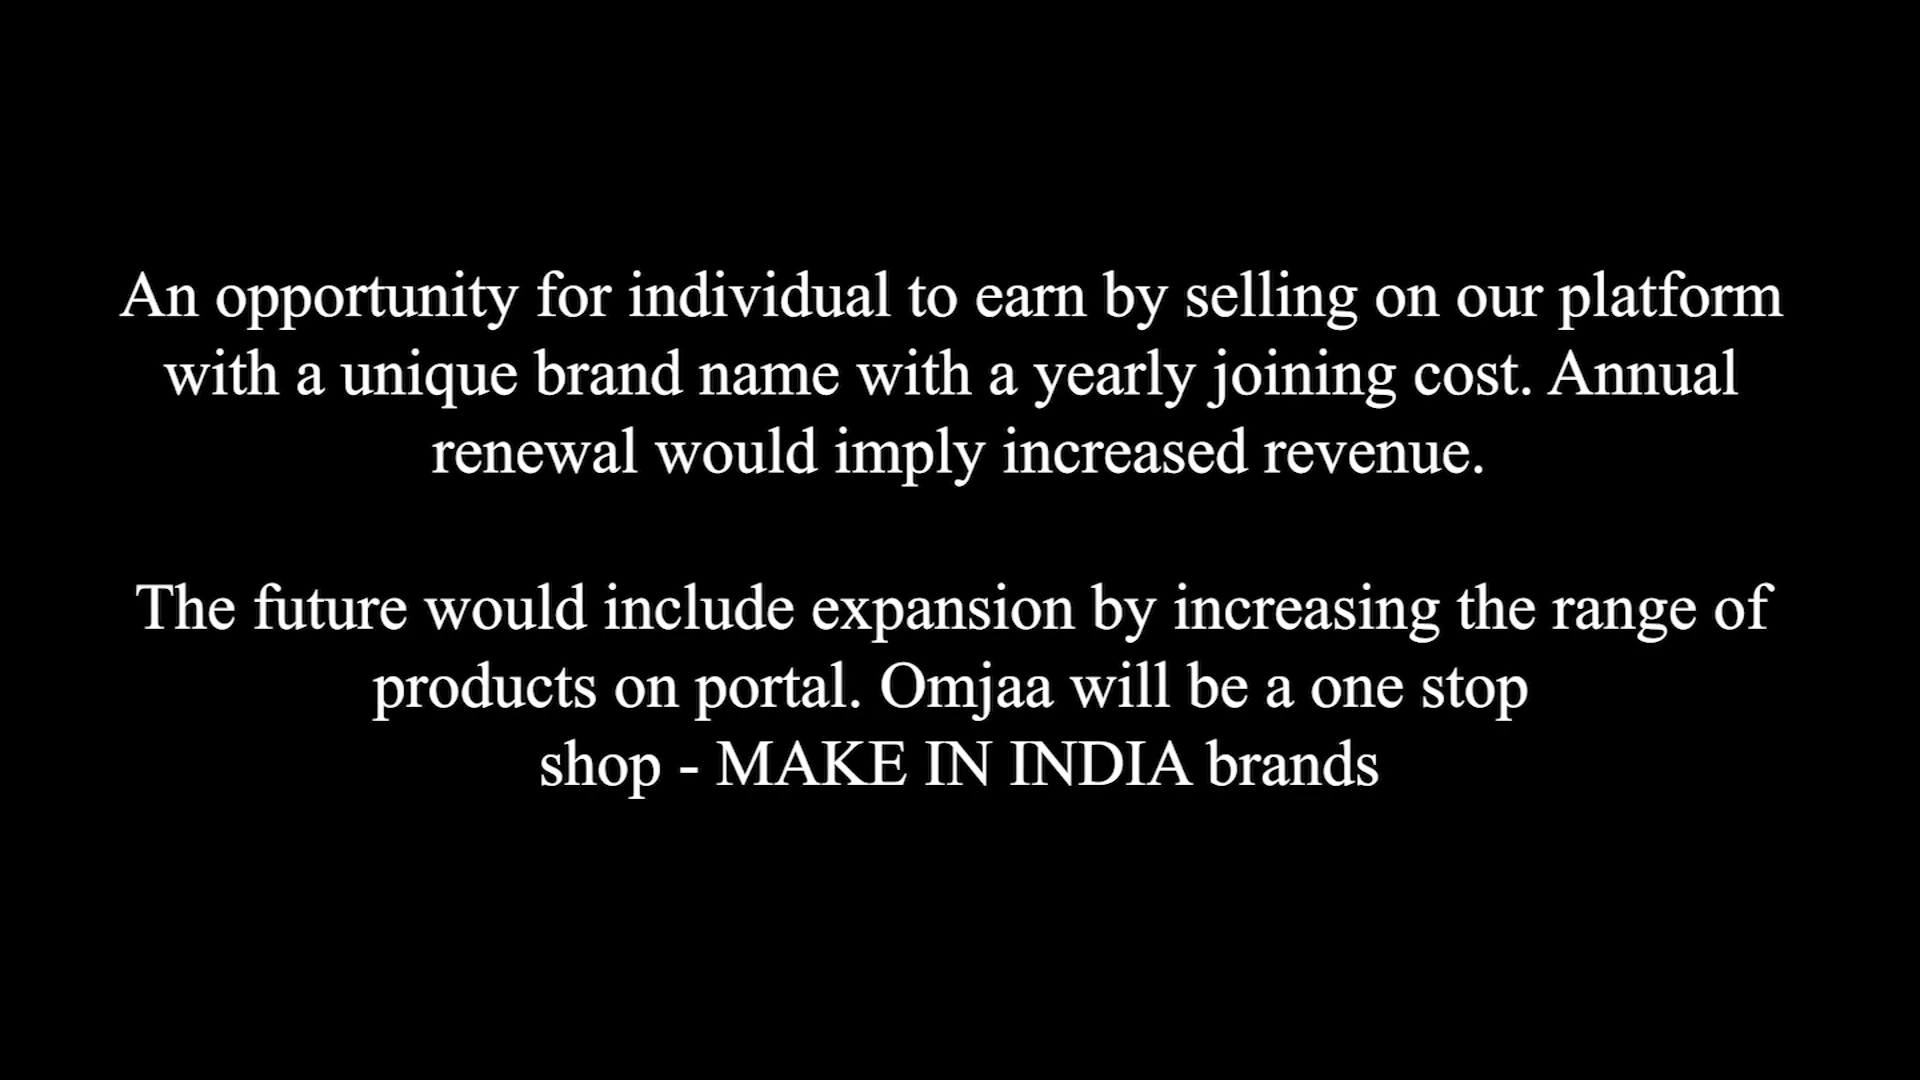 An opportunity for individual to earn by selling on our platform
with a unique brand name with a yearly joining cost. Annual
renewal would imply increased revenue.
The future would include expansion by increasing the range of
products on portal. Omjaa will be a one stop
shop - MAKE IN INDIA brands